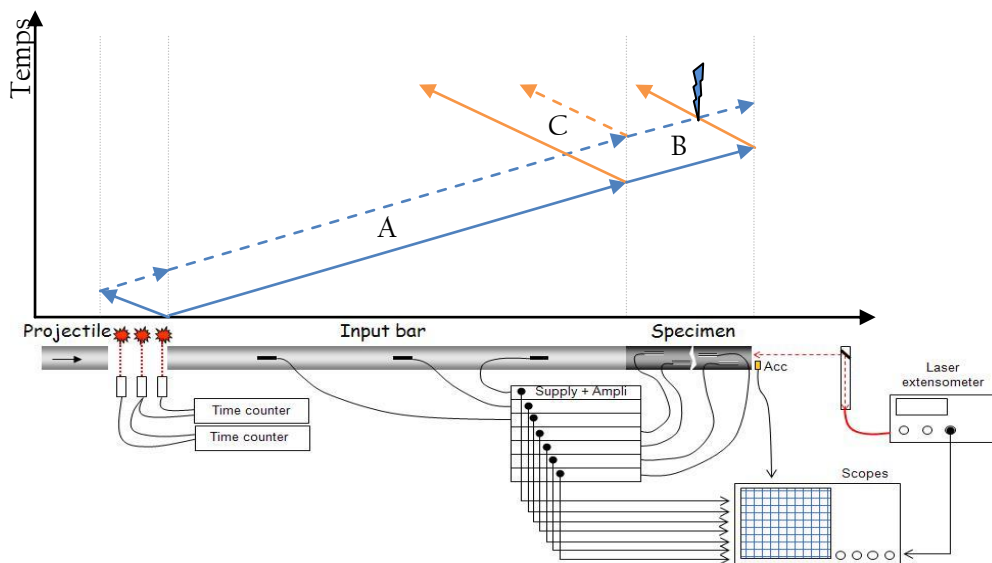 Temps
C
B
A
Projectile
Input bar
Specimen
Acc
Laser
extensometer
Supply + Ampli
Time counter
Time counter
Scopes